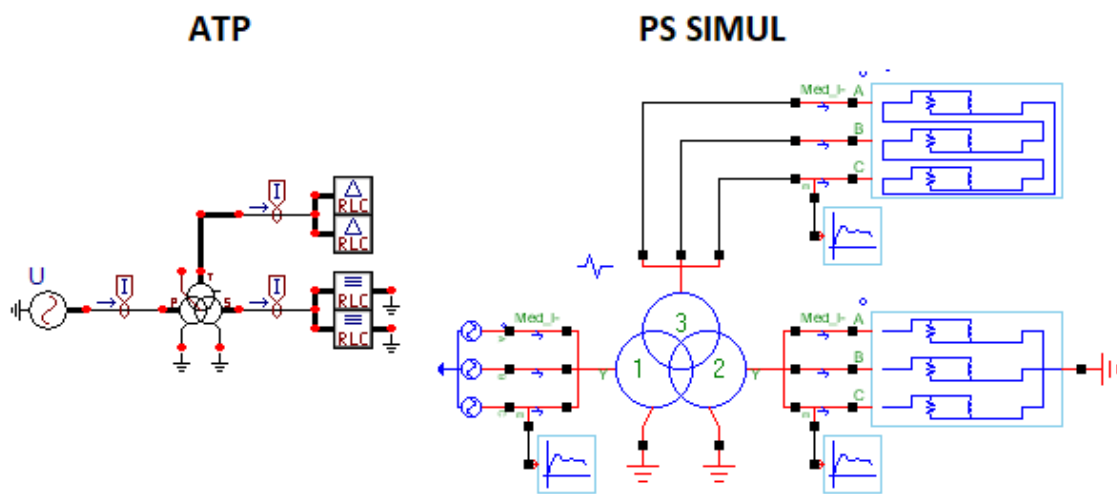 ATP
PS SIMUL
Med_I-
A
B
C
I
RLC
RLC
U
I
P
T
S
I
RLC
RLC
3
1
2
Y
Y
Med_I-
Med_I-
A
B
C